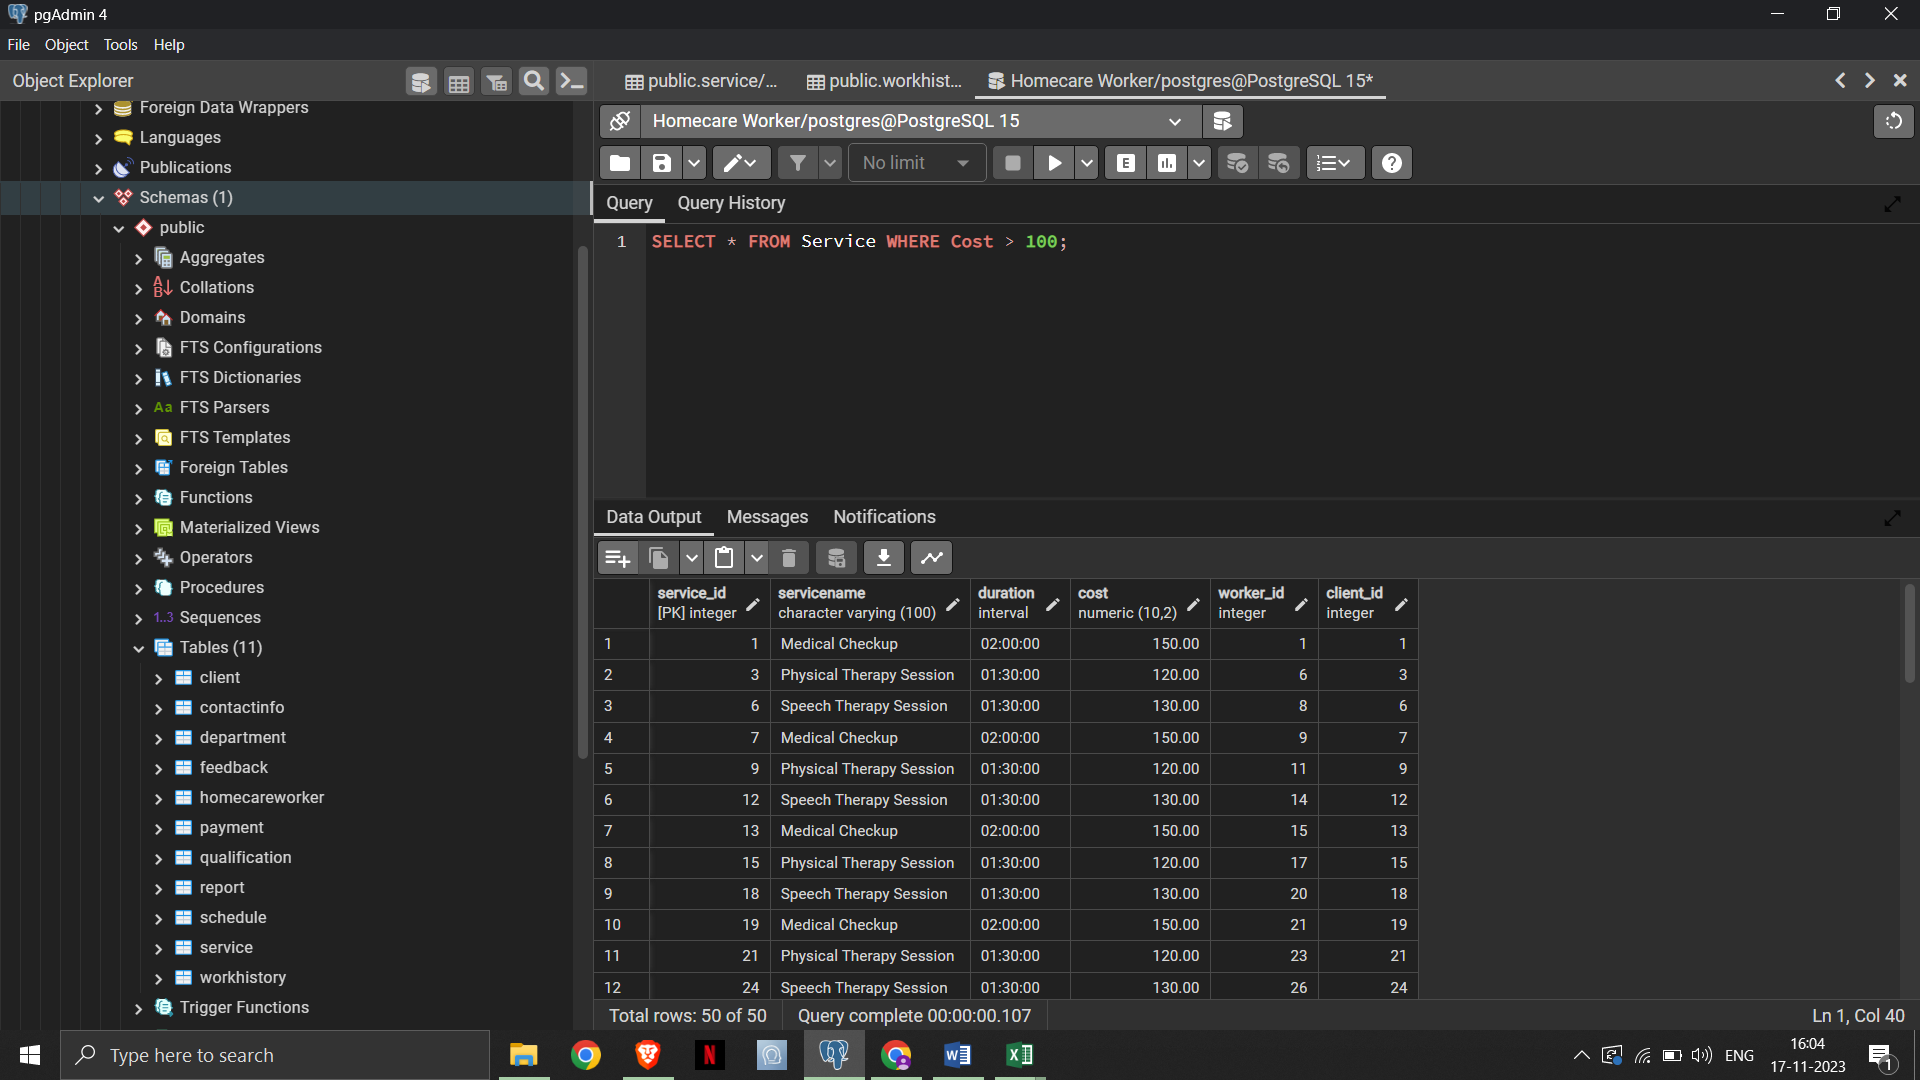 pgAdmin 4
File Object Tools Help
Object Explorer
public.service/...
public.workhist...
Homecare Worker/postgres@PostgreSQL 15*
Foreign Data Wrappers
Languages
Publications
Schemas (1)
public
Aggregates
Collations
Domains
FTS Configurations
FTS Dictionaries
Aa FTS Parsers
FTS Templates
Foreign Tables
Functions
Materialized Views
Operators
Procedures
1..3 Sequences
Tables (11)
client
contactinfo
department
feedback
homecareworker
payment
qualification
report
schedule
service
workhistory
Trigger Functions
Homecare Worker/postgres@PostgreSQL 15
No limit
E
Query Query History
1 SELECT * FROM Service WHERE Cost > 100;
Data Output Messages Notifications
service_id servicename duration cost worker_id client_id
[PK] integer character varying (100) interval numeric (10,2) integer integer
1 1 Medical Checkup 02:00:00 150.00 1 1
2 3 Physical Therapy Session 01:30:00 120.00 6 3
3 6 Speech Therapy Session 01:30:00 130.00 8 6
4 7 Medical Checkup 02:00:00 150.00 9 7
5 9 Physical Therapy Session 01:30:00 120.00 11 9
6 12 Speech Therapy Session 01:30:00 130.00 14 12
7 13 Medical Checkup 02:00:00 150.00 15 13
8 15 Physical Therapy Session 01:30:00 120.00 17 15
9 18 Speech Therapy Session 01:30:00 130.00 20 18
10 19 Medical Checkup 02:00:00 150.00 21 19
11 21 Physical Therapy Session 01:30:00 120.00 23 21
12 24 Speech Therapy Session 01:30:00 130.00 26 24
Total rows: 50 of 50 Query complete 00:00:00.107 Ln 1, Col 40
Type here to search
ENG
16:04
17-11-2023
1